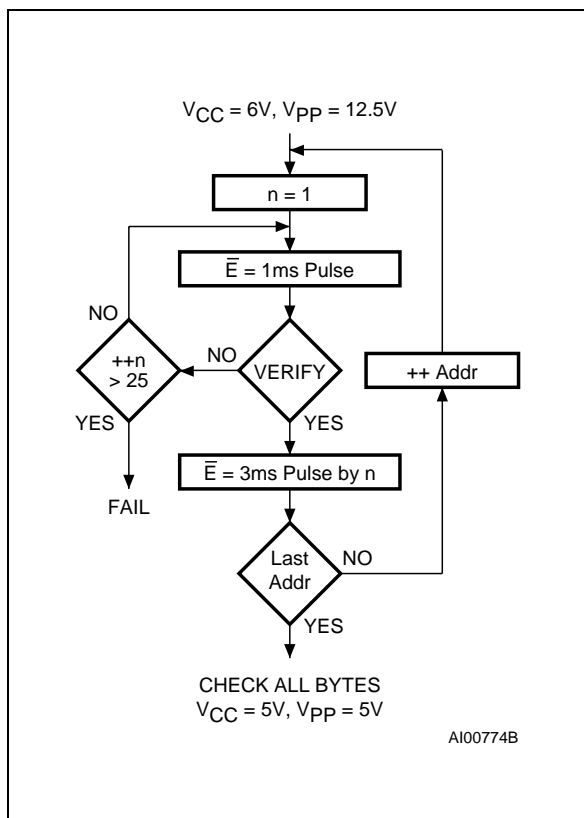 VCC = 6V, VPP = 12.5V
n = 1
E̅ = 1ms Pulse
NO
++n
> 25
NO
VERIFY
++ Addr
YES
YES
E̅ = 3ms Pulse by n
FAIL
Last
Addr
NO
YES
CHECK ALL BYTES
VCC = 5V, VPP = 5V
AI00774B